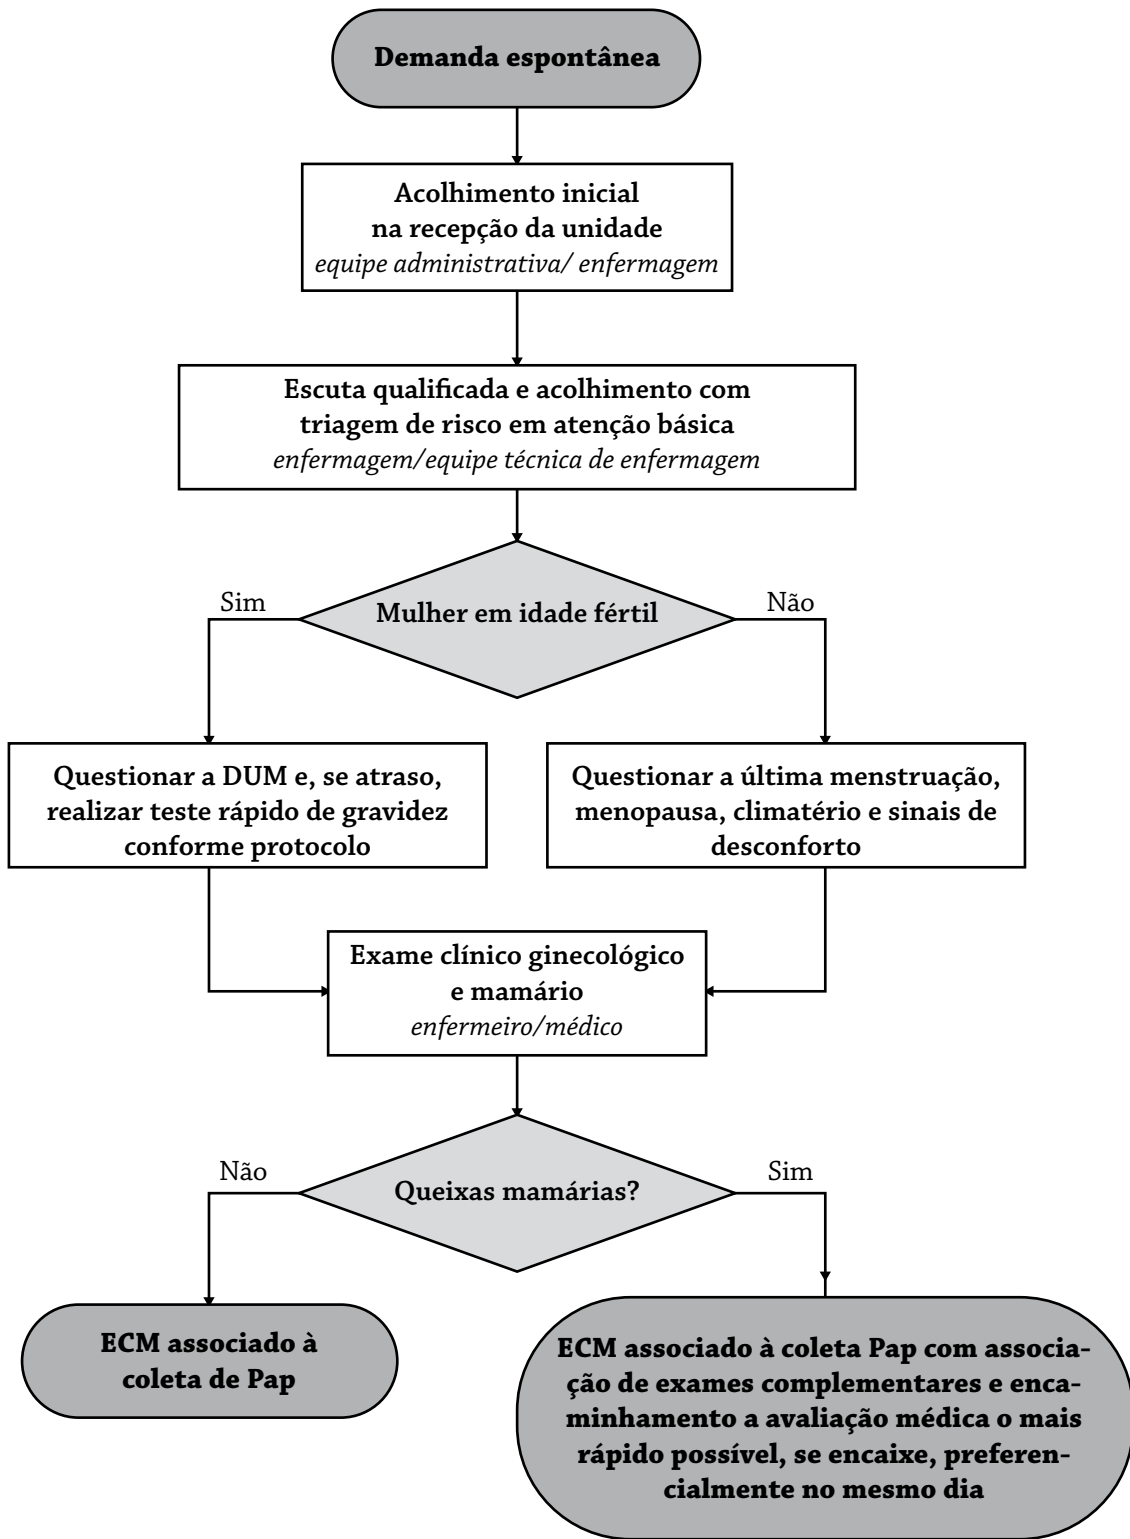 Demanda espontânea
Acolhimento inicial
na recepção da unidade
equipe administrativa/ enfermagem
Escuta qualificada e acolhimento com
triagem de risco em atenção básica
enfermagem/equipe técnica de enfermagem
Mulher em idade fértil
Sim
Não
Questionar a DUM e, se atraso,
realizar teste rápido de gravidez
conforme protocolo
Questionar a última menstruação,
menopausa, climatério e sinais de
desconforto
Exame clínico ginecológico
e mamário
enfermeiro/médico
Queixas mamárias?
Não
Sim
ECM associado à
coleta de Pap
ECM associado à coleta Pap com associa-
ção de exames complementares e enca-
minhamento a avaliação médica o mais
rápido possível, se encaixe, preferen-
cialmente no mesmo dia